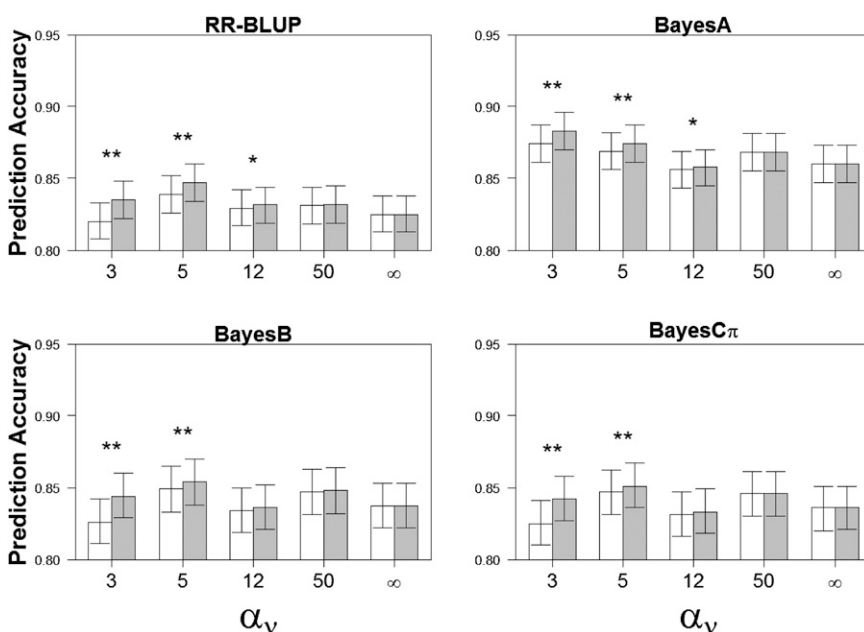 RR-BLUP
Prediction Accuracy
0.95
0.90
0.85
0.80
** ** *
3 5 12 50 ∞
BayesA
0.95
0.90
0.85
0.80
** ** *
3 5 12 50 ∞
BayesB
Prediction Accuracy
0.95
0.90
0.85
0.80
** **
3 5 12 50 ∞
αν
BayesCπ
0.95
0.90
0.85
0.80
** **
3 5 12 50 ∞
αν